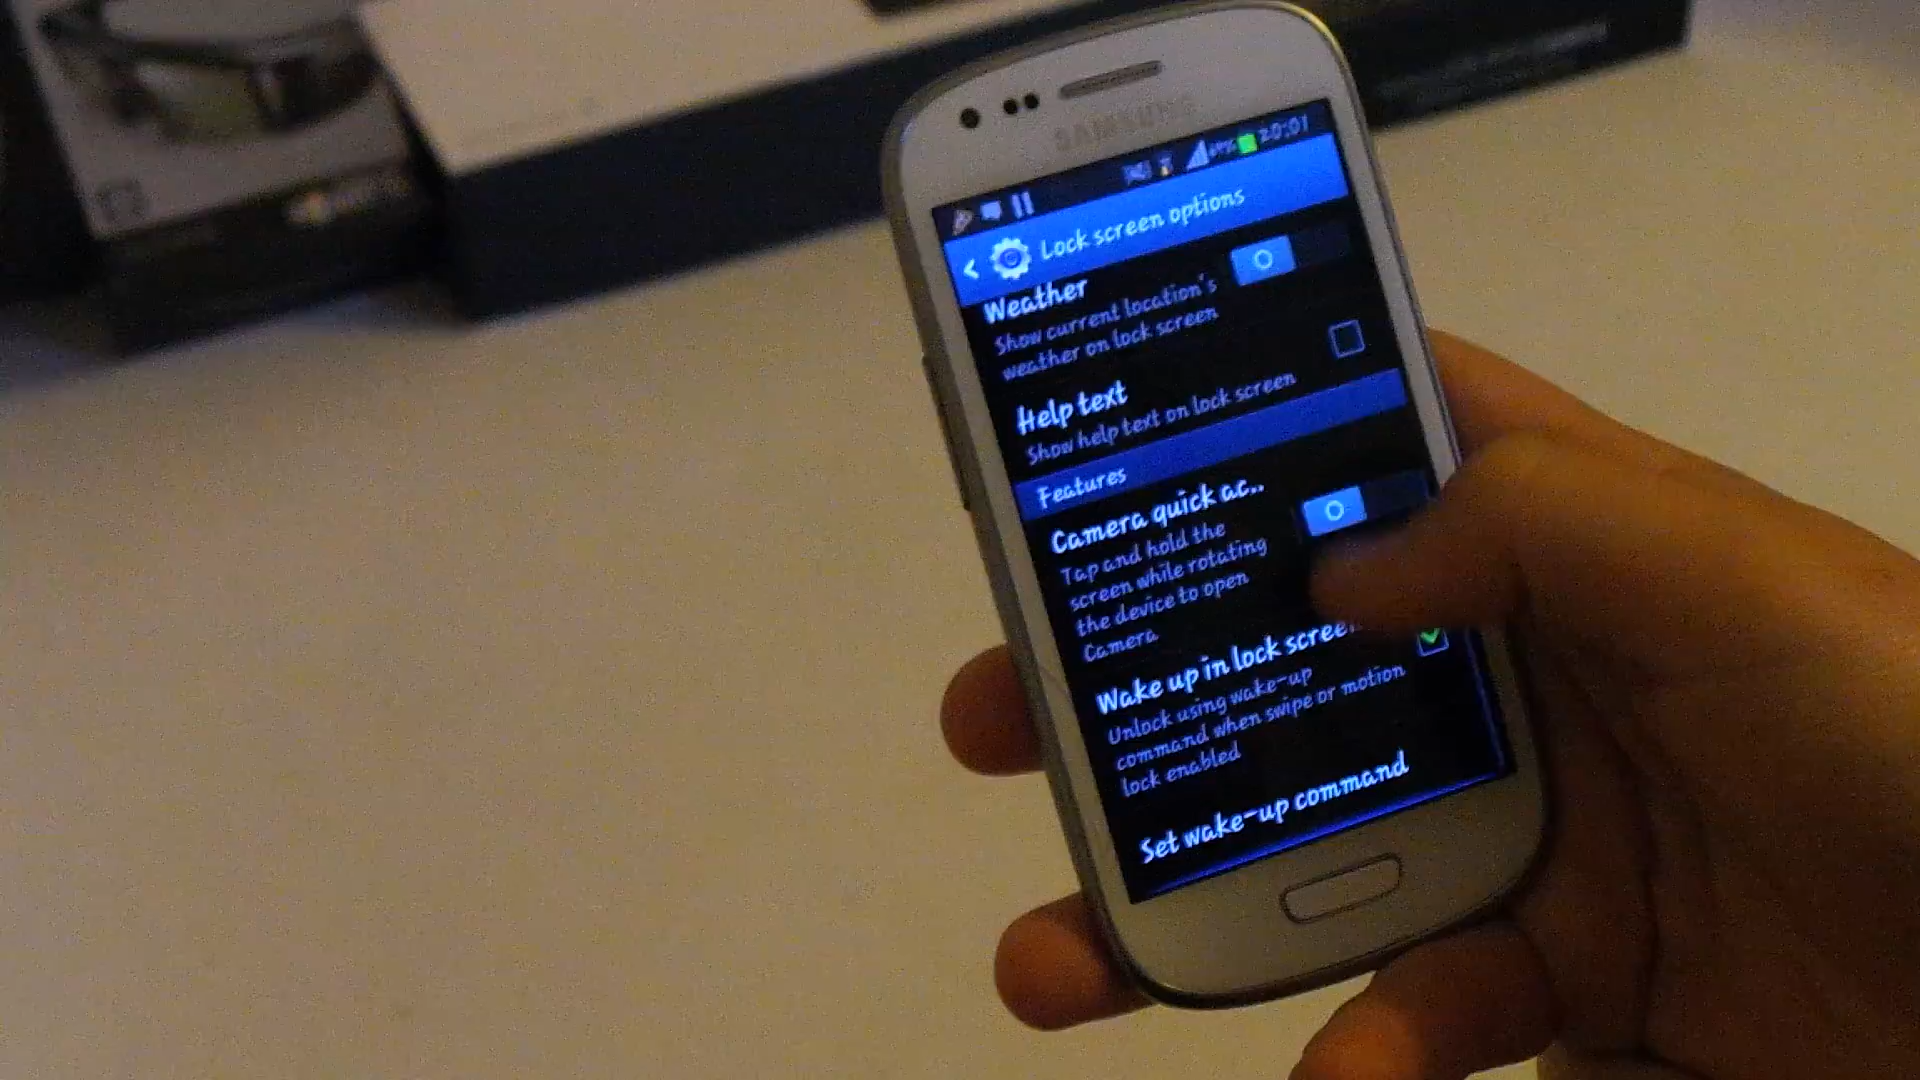 SAMSUNG
20:01
Lock screen options
Weather
Show current location's
weather on lock screen
Help text
Show help text on lock screen
Features
Camera quick ac..
Tap and hold the
screen while rotating
the device to open
Camera
Wake up in lock screen
Unlock using wake-up
command when swipe or motion
lock enabled
Set wake-up command